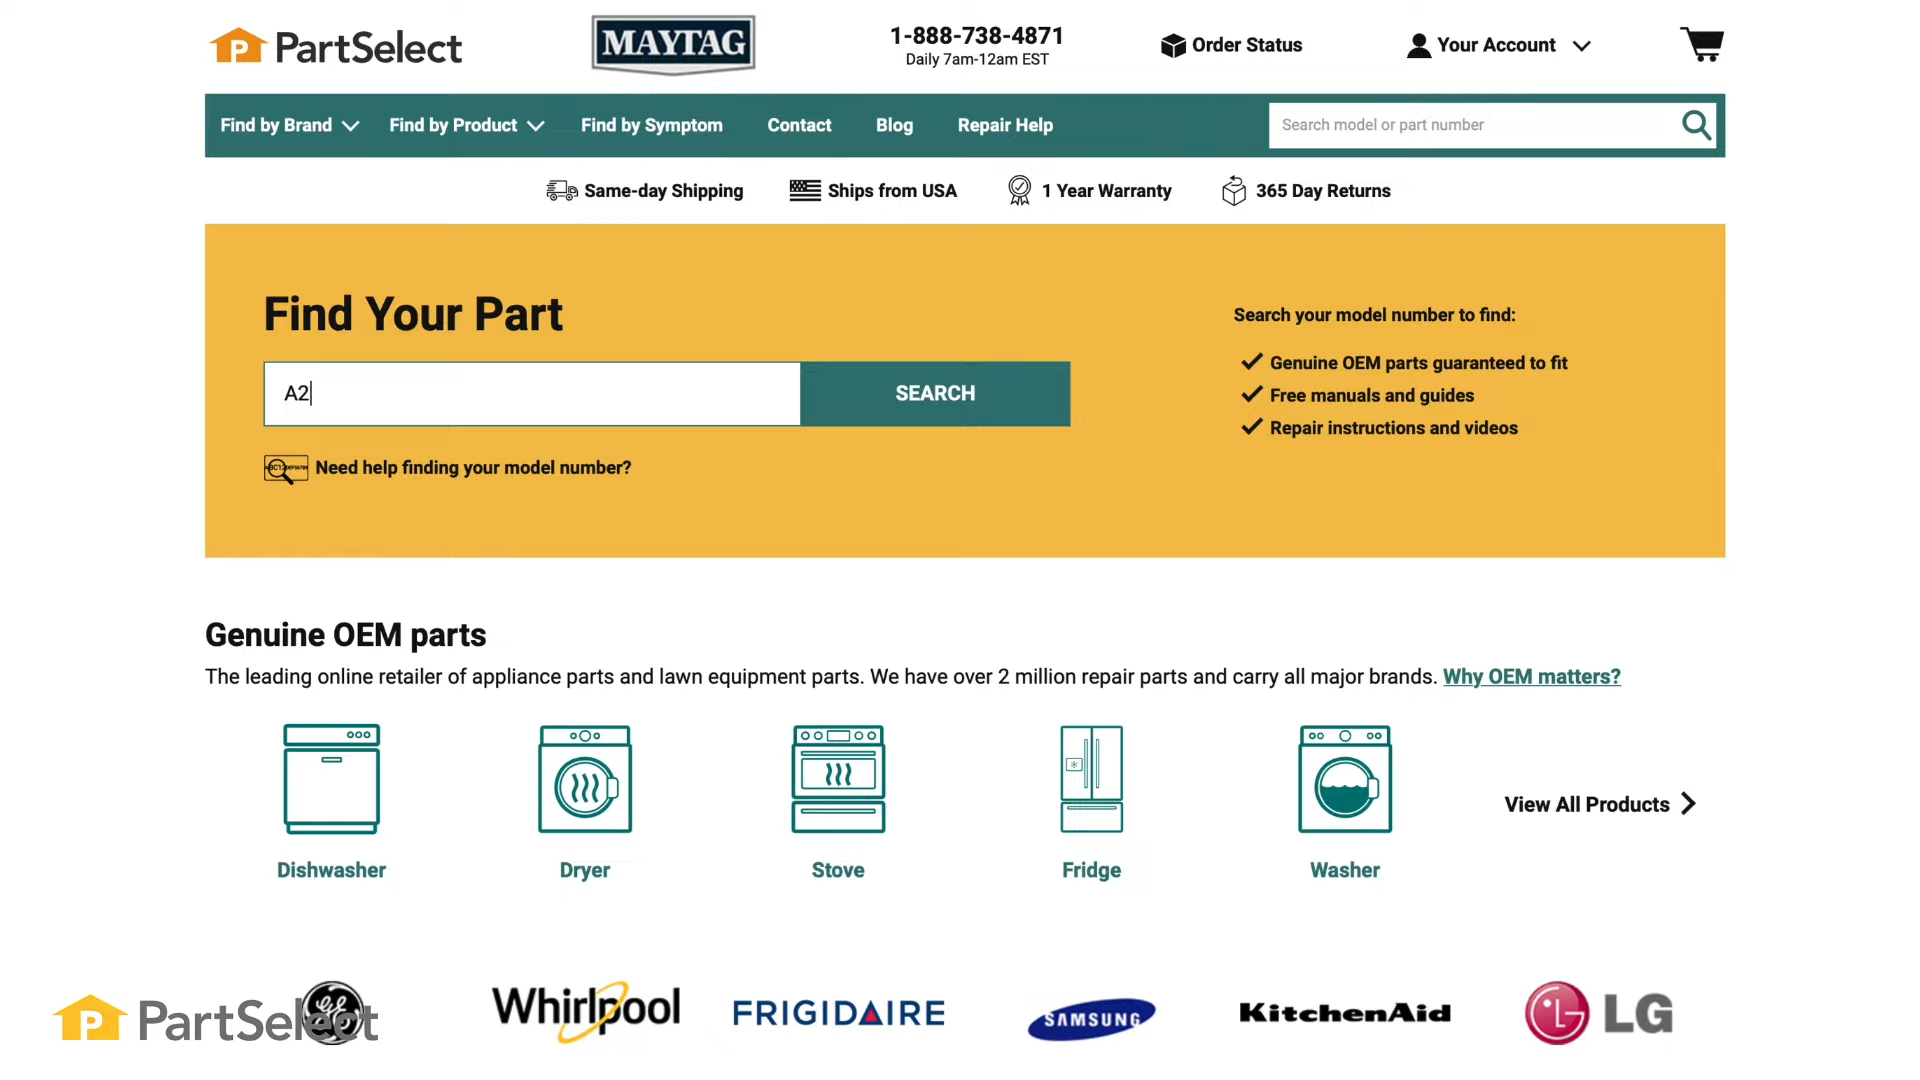 PartSelect
MAYTAG
1-888-738-4871
Daily 7am-12am EST
Order Status
Your Account
Find by Brand
Find by Product
Find by Symptom
Contact
Blog
Repair Help
Search model or part number
Same-day Shipping
Ships from USA
1 Year Warranty
365 Day Returns
Find Your Part
A2
SEARCH
Need help finding your model number?
Search your model number to find:
Genuine OEM parts guaranteed to fit
Free manuals and guides
Repair instructions and videos
Genuine OEM parts
The leading online retailer of appliance parts and lawn equipment parts. We have over 2 million repair parts and carry all major brands. Why OEM matters?
Dishwasher
Dryer
Stove
Fridge
Washer
View All Products
PartSelect
GE
Whirlpool
FRIGIDAIRE
SAMSUNG
KitchenAid
LG